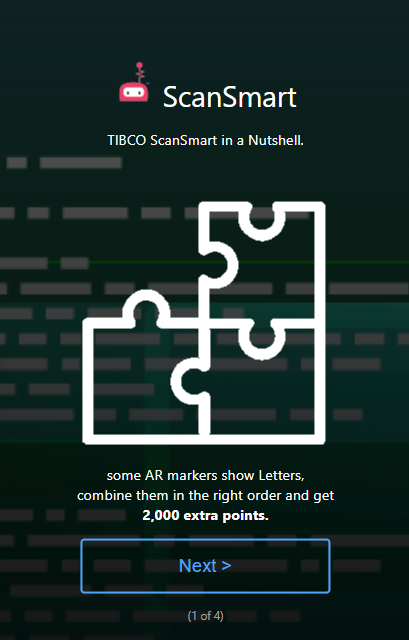 ScanSmart
TIBCO ScanSmart in a Nutshell.
some AR markers show Letters,
combine them in the right order and get
2,000 extra points.
Next >
(1 of 4)